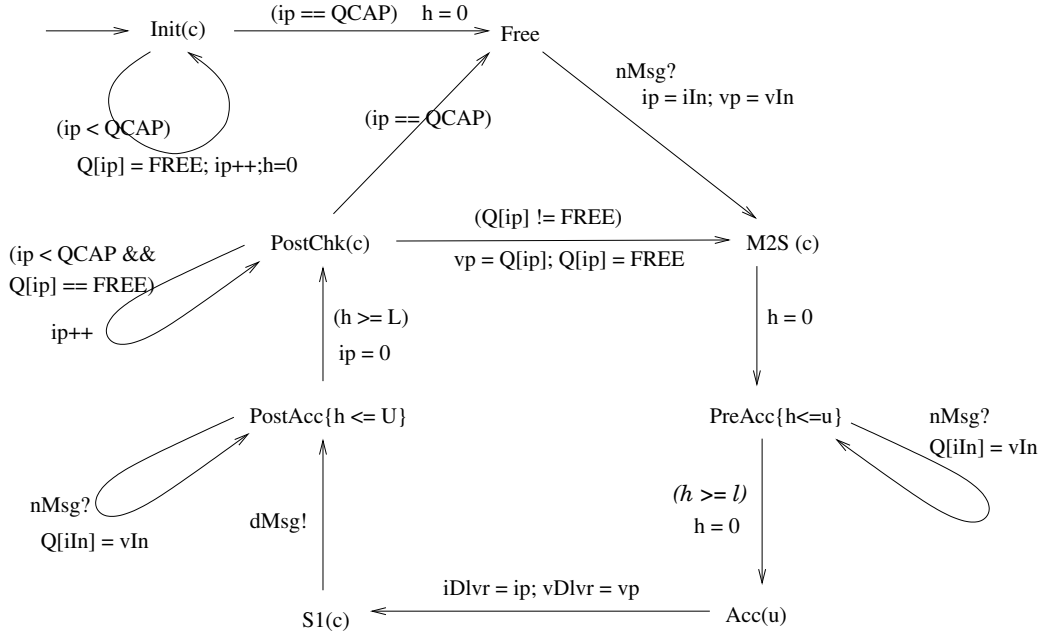 Init(c)
(ip == QCAP) h = 0
Free
nMsg?
ip = iIn; vp = vIn
(ip < QCAP)
Q[ip] = FREE; ip++;h=0
(ip == QCAP)
(ip < QCAP &&
Q[ip] == FREE)
ip++
PostChk(c)
(Q[ip] != FREE)
vp = Q[ip]; Q[ip] = FREE
M2S (c)
(h >= L)
ip = 0
h = 0
PostAcc{h <= U}
PreAcc{h<=u}
nMsg?
Q[iIn] = vIn
nMsg?
Q[iIn] = vIn
dMsg!
(h >= l)
h = 0
iDlvr = ip; vDlvr = vp
S1(c)
Acc(u)